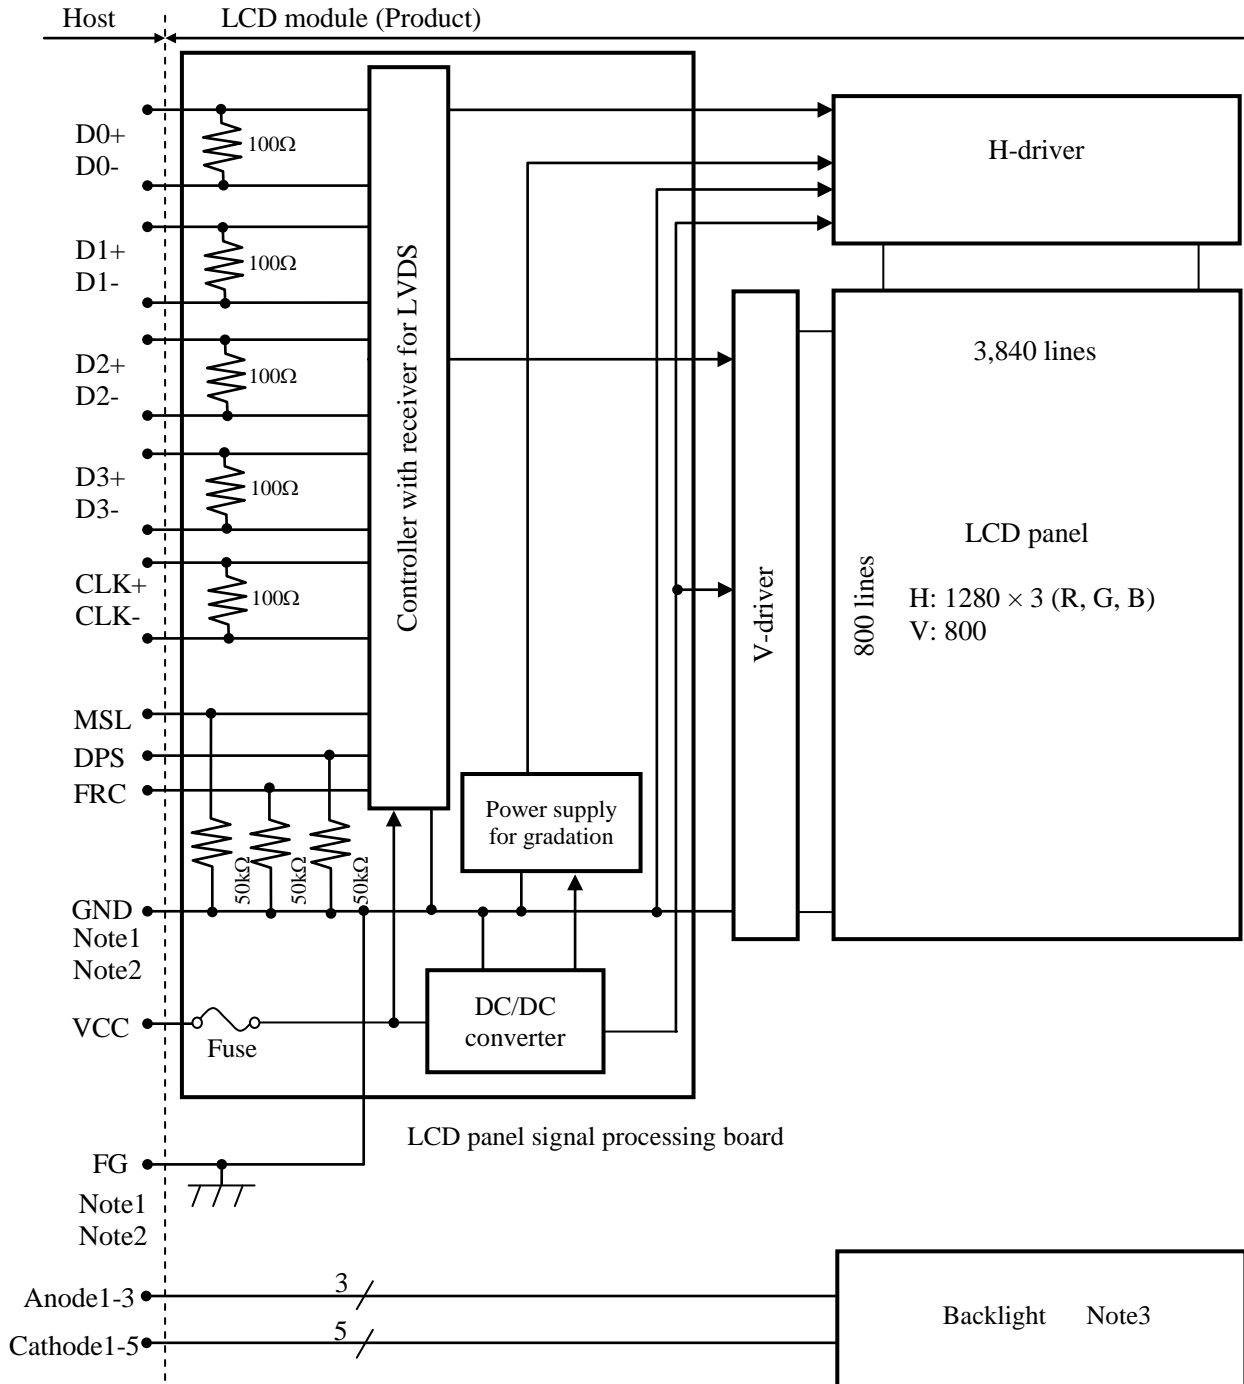 Host
LCD module (Product)
D0+
D0-
100Ω
D1+
D1-
100Ω
D2+
D2-
100Ω
D3+
D3-
100Ω
CLK+
CLK-
100Ω
MSL
DPS
FRC
50kΩ
50kΩ
50kΩ
GND
Note1
Note2
VCC
Fuse
Controller with receiver for LVDS
Power supply
for gradation
DC/DC
converter
LCD panel signal processing board
H-driver
V-driver
3,840 lines
800 lines
LCD panel
H: 1280 × 3 (R, G, B)
V: 800
FG
Note1
Note2
Anode1-3
3
Cathode1-5
5
Backlight Note3